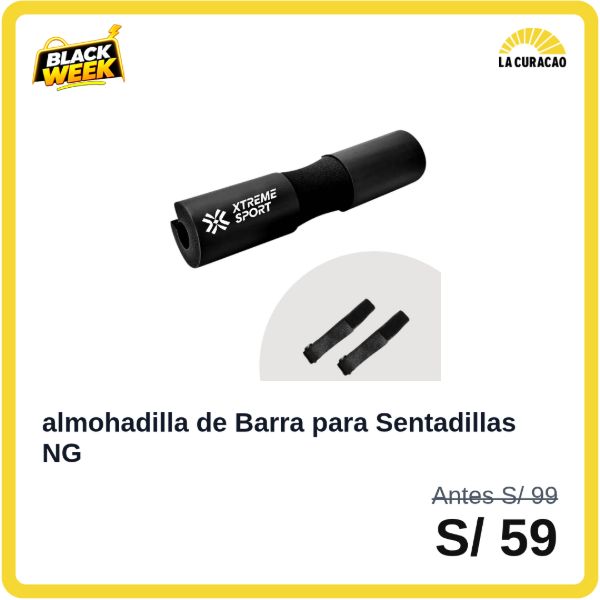 BLACK
WEEK
LA CURACAO
XTREME
SPORT
almohadilla de Barra para Sentadillas
NG
Antes S/ 99
S/ 59